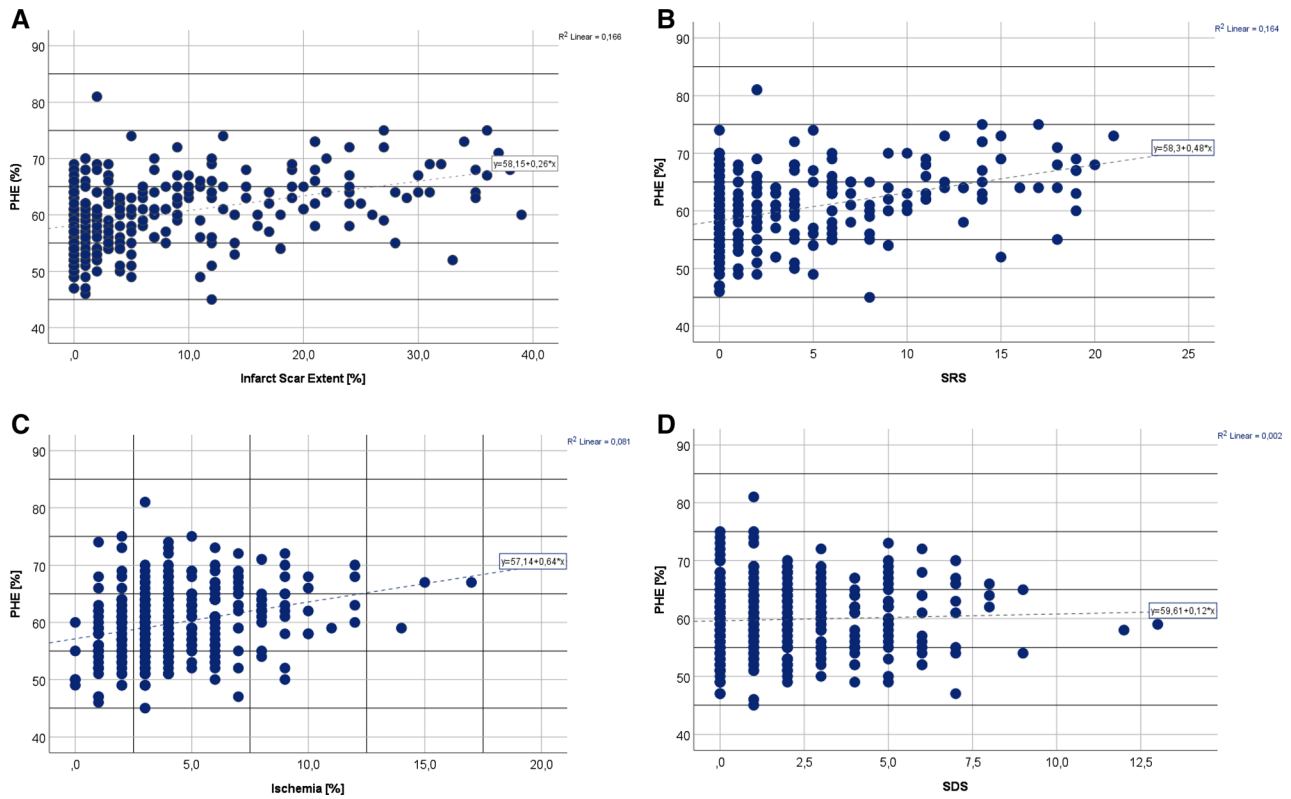 A
R2 Linear = 0,166
90
80
70
60
50
40
PHE [%]
y=58,15+0,26*x
,0
10,0
20,0
30,0
40,0
Infarct Scar Extent [%]
B
R2 Linear = 0,164
90
80
70
60
50
40
PHE [%]
y=58,3+0,48*x
0
5
10
15
20
25
SRS
C
R2 Linear = 0,081
90
80
70
60
50
40
PHE [%]
y=57,14+0,64*x
,0
5,0
10,0
15,0
20,0
Ischemia [%]
D
R2 Linear = 0,002
90
80
70
60
50
40
PHE [%]
y=59,61+0,12*x
,0
2,5
5,0
7,5
10,0
12,5
SDS